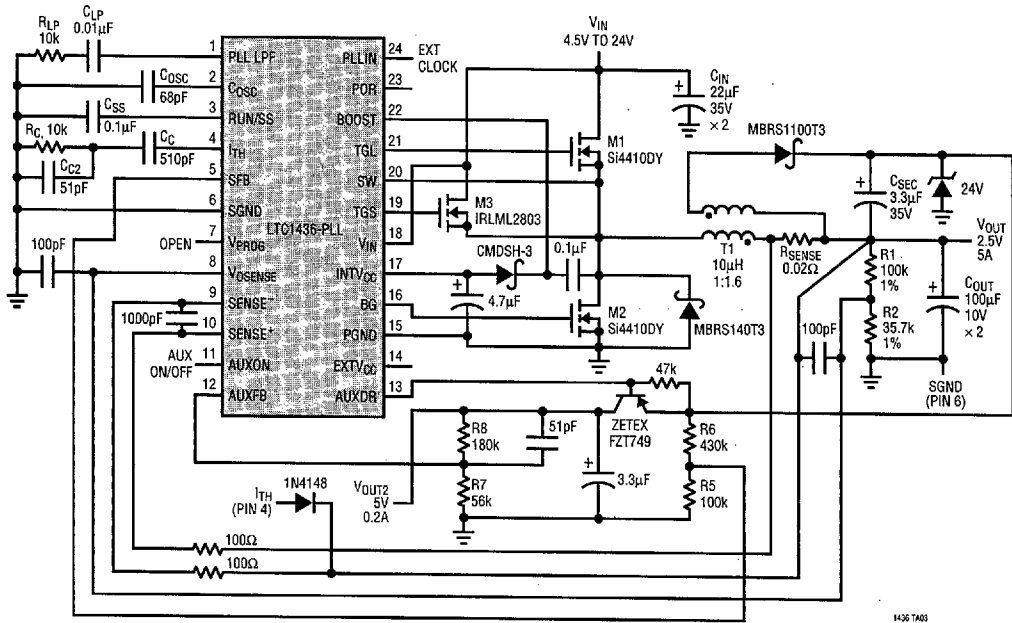 RLP
10k
CLP
0.01µF
COSC
68pF
CSS
0.1µF
RC, 10k
CC
510pF
CC2
51pF
100pF
OPEN
1000pF
AUX
ON/OFF
1
2
3
4
5
6
7
8
9
10
11
12
PLL LPF
COSC
RUN/SS
ITH
SFB
SGND
VPROG
VOSENSE
SENSE−
SENSE+
AUXON
AUXFB
LTC1436-PLL
PLLIN
POR
BOOST
TGL
SW
TGS
VIN
INTVCC
BG
PGND
EXTVCC
AUXDR
24
23
22
21
20
19
18
17
16
15
14
13
EXT
CLOCK
VIN
4.5V TO 24V
+
CIN
22µF
35V
×2
M1
Si4410DY
M3
IRLML2803
CMDSH-3
0.1µF
+
4.7µF
M2
Si4410DY
MBRS140T3
MBRS1100T3
T1
10µH
1:1.6
RSENSE
0.02Ω
+
CSEC
3.3µF
35V
24V
VOUT
2.5V
5A
R1
100k
1%
R2
35.7k
1%
+
COUT
100µF
10V
×2
100pF
SGND
(PIN 6)
47k
ZETEX
FZT749
51pF
R8
180k
R7
56k
+
3.3µF
R6
430k
R5
100k
VOUT2
5V
0.2A
ITH
(PIN 4)
1N4148
100Ω
100Ω
1436 TA03